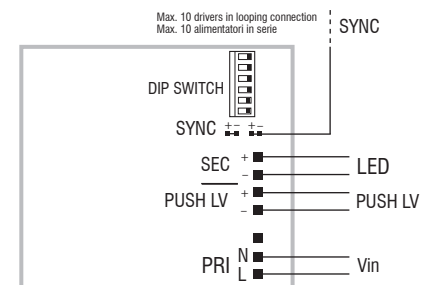 Max. 10 drivers in looping connection
Max. 10 alimentatori in serie
SYNC
DIP SWITCH
SYNC + - + -
SEC + - LED
PUSH LV + - PUSH LV
PRI N L Vin